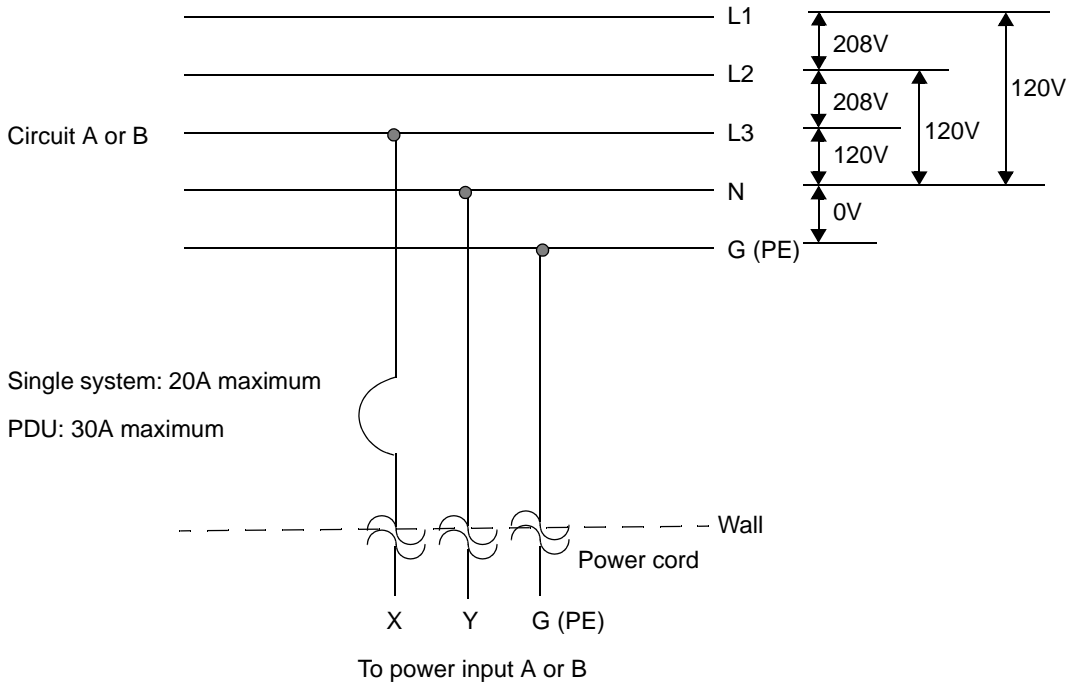 L1
208V
L2
120V
208V
Circuit A or B
L3
120V
120V
N
0V
G (PE)
Single system: 20A maximum
PDU: 30A maximum
Wall
Power cord
X Y G (PE)
To power input A or B